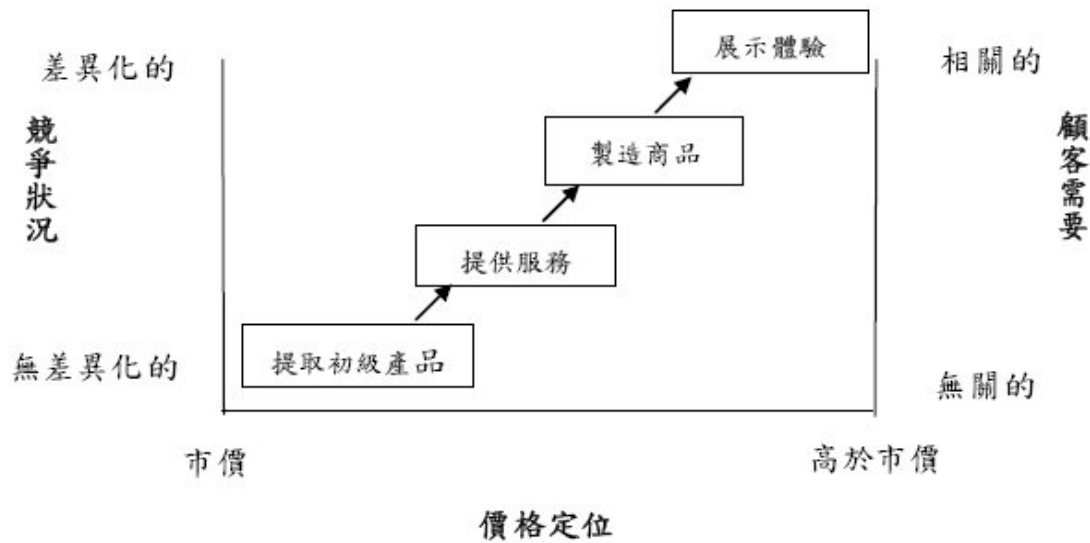 展示體驗
差異化的
相關的
競爭狀況
顧客需要
製造商品
提供服務
提取初級產品
無差異化的
無關的
市價
高於市價
價格定位